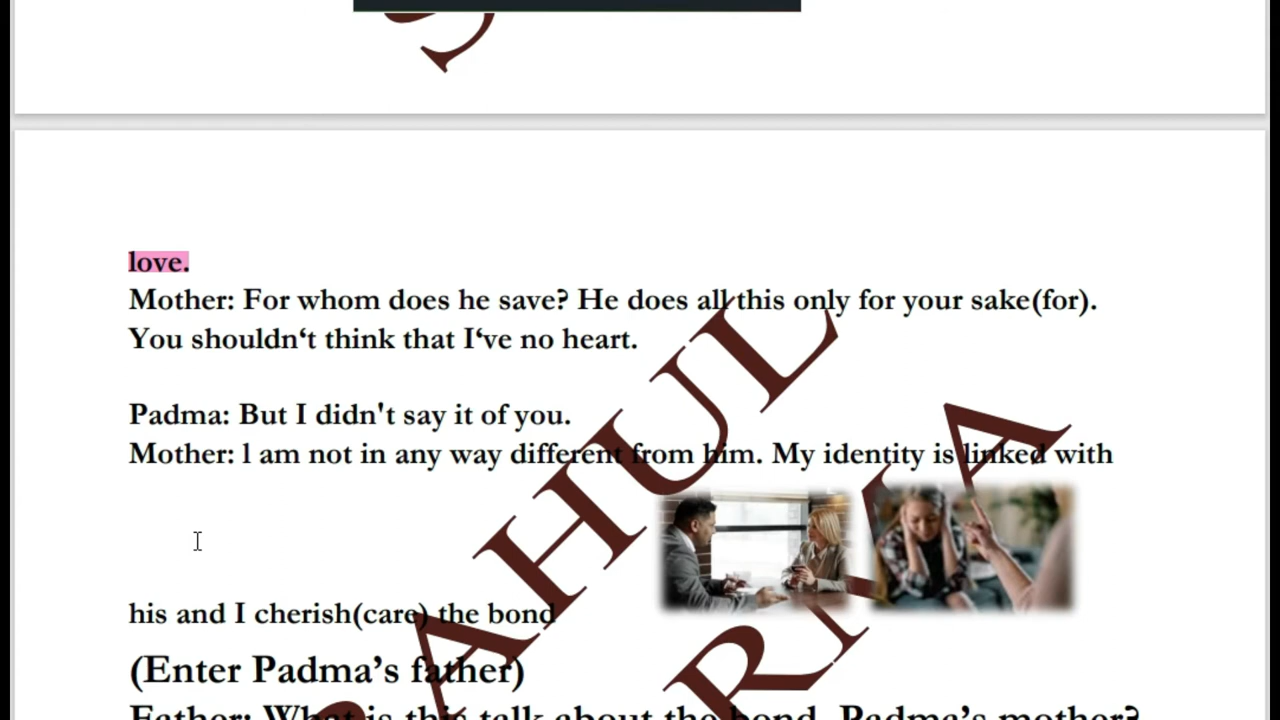 love.
Mother: For whom does he save? He does all this only for your sake(for).
You shouldn‘t think that I‘ve no heart.
Padma: But I didn't say it of you.
Mother: l am not in any way different from him. My identity is linked with
his and I cherish(care) the bond
(Enter Padma’s father)
Father: What is this talk about the bond, Padma’s mother?
RAHUL